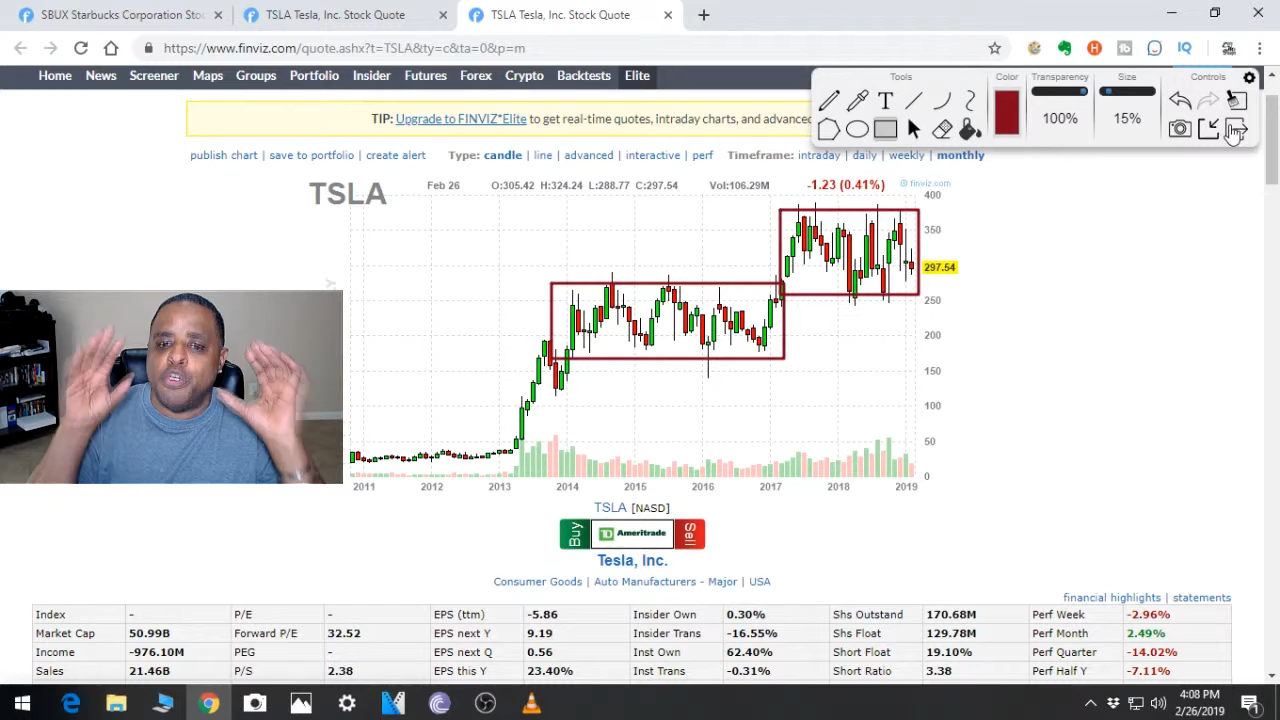 SBUX Starbucks Corporation Stoc
TSLA Tesla, Inc. Stock Quote
TSLA Tesla, Inc. Stock Quote
https://www.finviz.com/quote.ashx?t=TSLA&ty=c&ta=0&p=m
IQ
Home News Screener Maps Groups Portfolio Insider Futures Forex Crypto Backtests Elite
Tools Color Transparency Size Controls
100% 15%
TIP: Upgrade to FINVIZ*Elite to get real-time quotes, intraday charts, and advanced
publish chart | save to portfolio | create alert Type: candle | line | advanced | interactive | perf Timeframe: intraday | daily | weekly | monthly
TSLA Feb 26 O:305.42 H:324.24 L:288.77 C:297.54 Vol:106.29M -1.23 (0.41%) © finviz.com
400
350
297.54
250
200
150
100
50
0
2011 2012 2013 2014 2015 2016 2017 2018 2019
TSLA [NASD]
Buy Ameritrade Sell
Tesla, Inc.
Consumer Goods | Auto Manufacturers - Major | USA
financial highlights | statements
Index - P/E - EPS (ttm) -5.86 Insider Own 0.30% Shs Outstand 170.68M Perf Week -2.96%
Market Cap 50.99B Forward P/E 32.52 EPS next Y 9.19 Insider Trans -16.55% Shs Float 129.78M Perf Month 2.49%
Income -976.10M PEG - EPS next Q 0.56 Inst Own 62.40% Short Float 19.10% Perf Quarter -14.02%
Sales 21.46B P/S 2.38 EPS this Y 23.40% Inst Trans -0.31% Short Ratio 3.38 Perf Half Y -7.11%
4:08 PM
2/26/2019